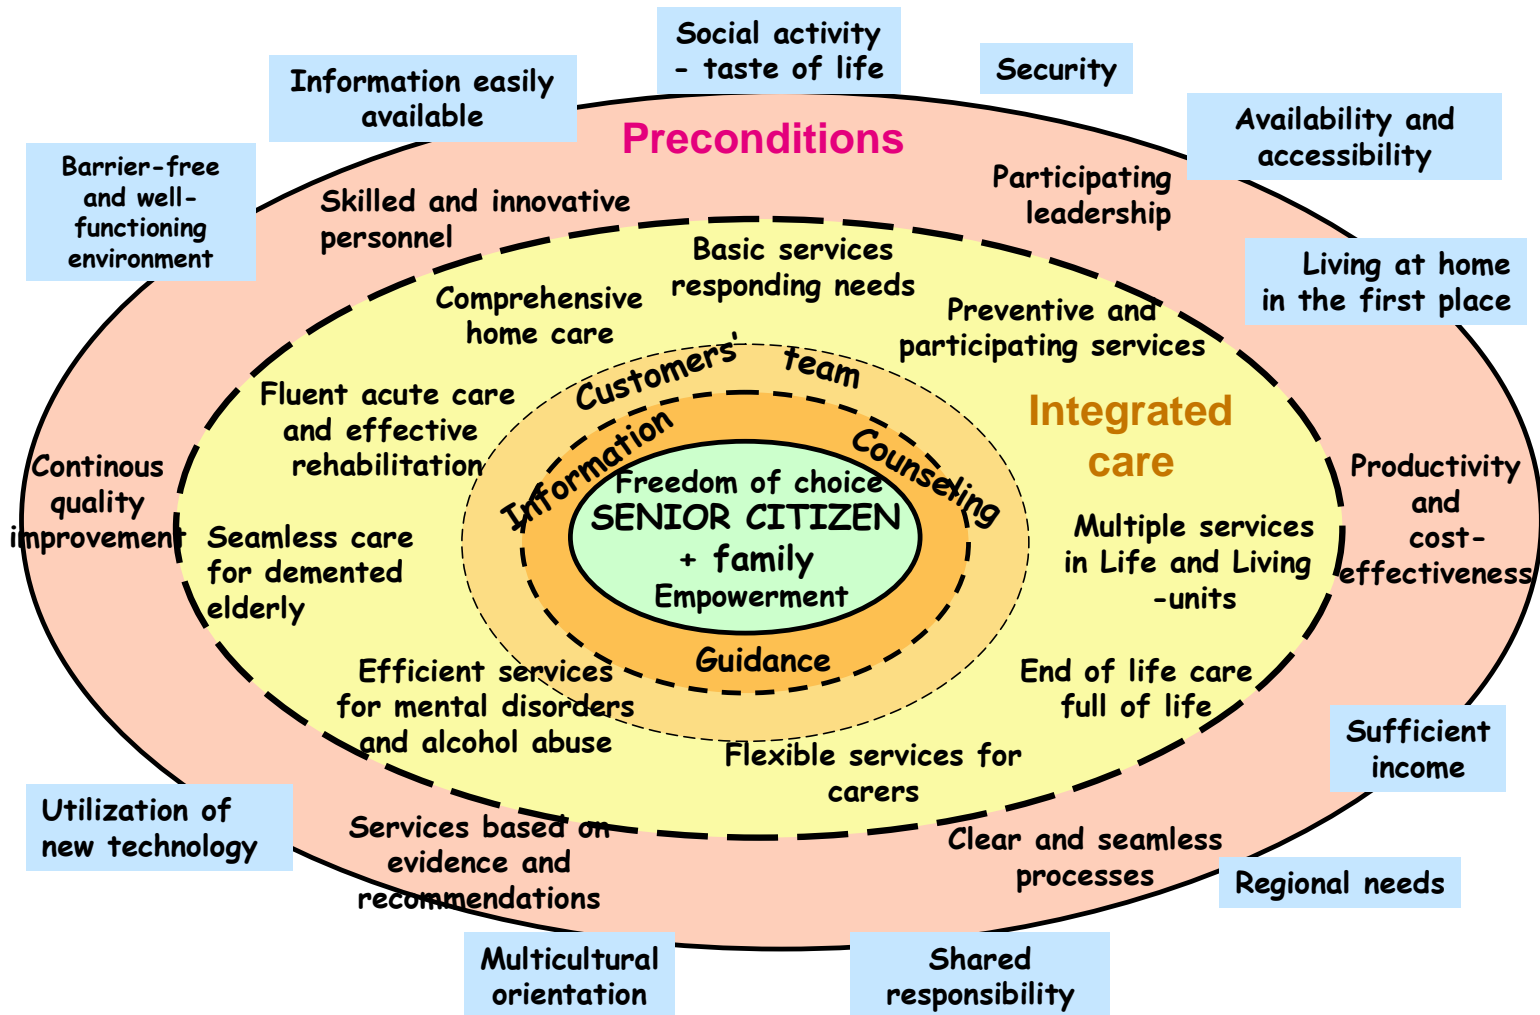 Social activity
- taste of life
Security
Information easily
available
Availability and
accessibility
Preconditions
Barrier-free
and well-
functioning
environment
Skilled and innovative
personnel
Participating
leadership
Living at home
in the first place
Basic services
responding needs
Comprehensive
home care
Preventive and
participating services
Customers' team
Fluent acute care
and effective
rehabilitation
Integrated
care
Information
Counseling
Continous
quality
improvement
Freedom of choice
SENIOR CITIZEN
+ family
Empowerment
Productivity
and
cost-
effectiveness
Seamless care
for demented
elderly
Multiple services
in Life and Living
-units
Guidance
Efficient services
for mental disorders
and alcohol abuse
End of life care
full of life
Flexible services for
carers
Sufficient
income
Utilization of
new technology
Services based on
evidence and
recommendations
Clear and seamless
processes
Regional needs
Multicultural
orientation
Shared
responsibility